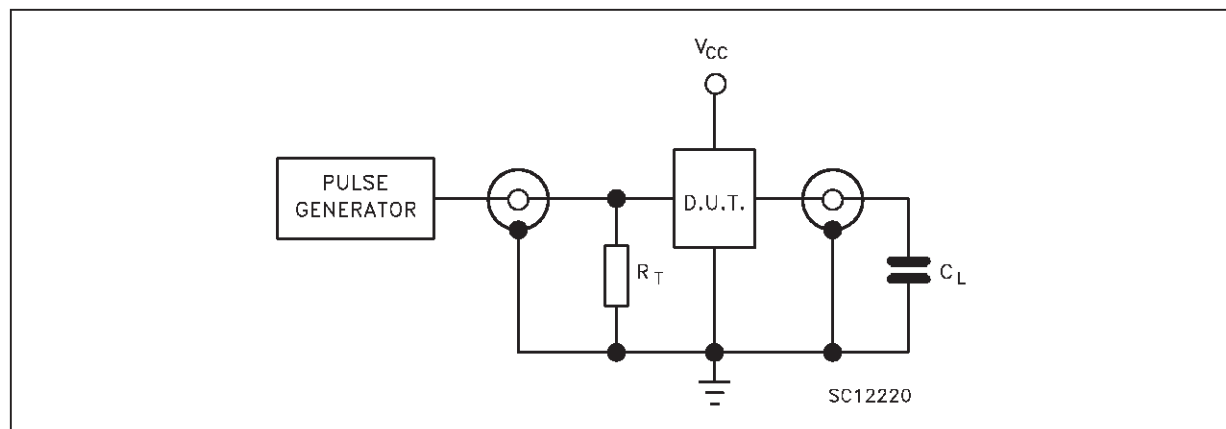 VCC
PULSE
GENERATOR
D.U.T.
RT
CL
SC12220